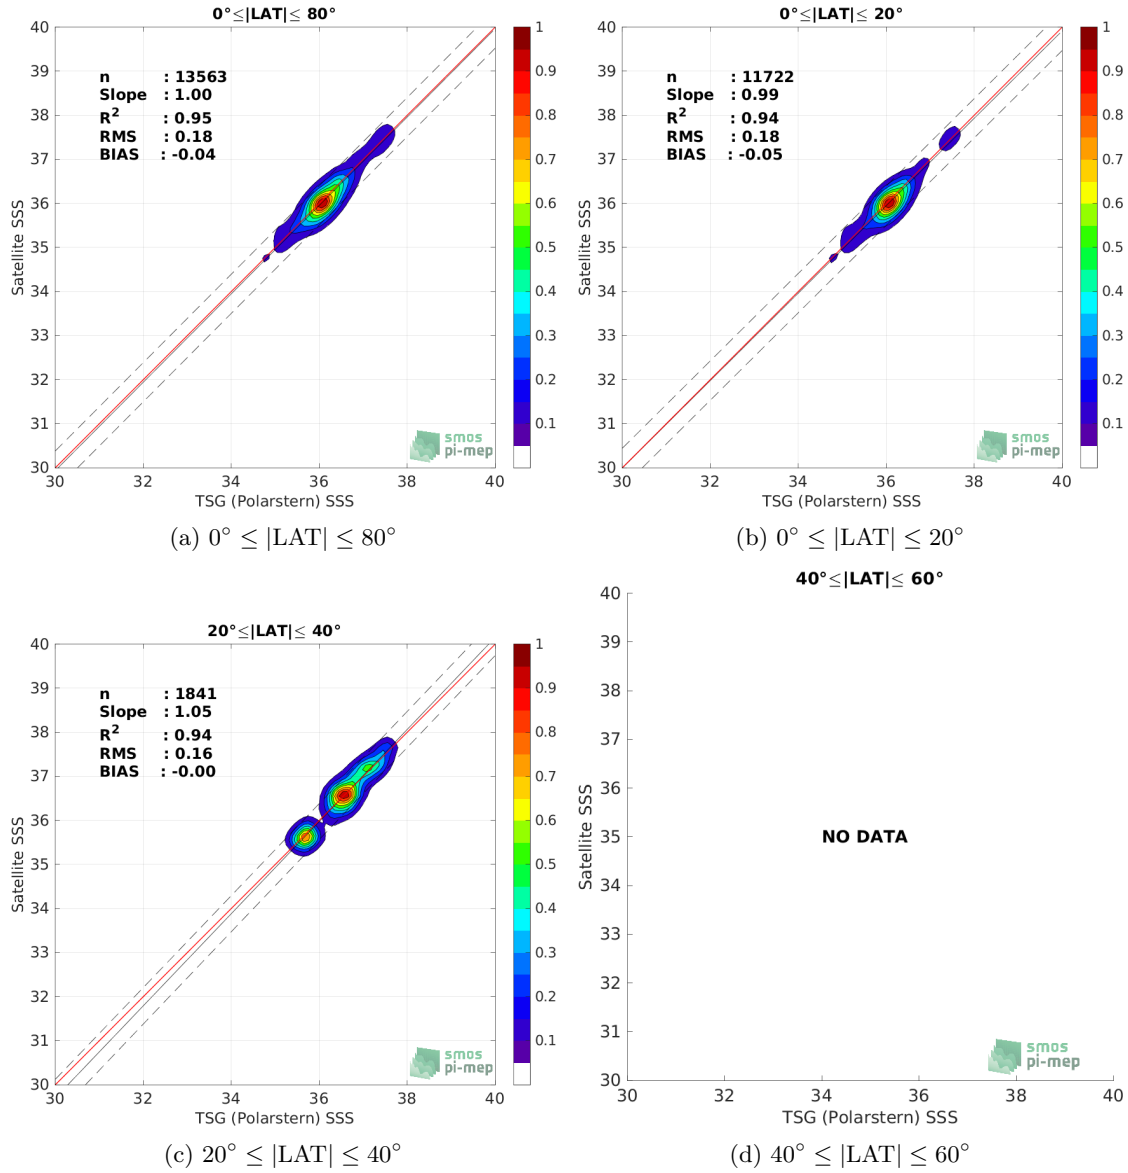 0°≤|LAT|≤ 80°
40
39
38
37
36
35
34
33
32
31
30
Satellite SSS
n : 13563
Slope : 1.00
R² : 0.95
RMS : 0.18
BIAS : -0.04
smos
pi-mep
30 32 34 36 38 40
TSG (Polarstern) SSS
1
0.9
0.8
0.7
0.6
0.5
0.4
0.3
0.2
0.1
(a) 0° ≤ |LAT| ≤ 80°
0°≤|LAT|≤ 20°
40
39
38
37
36
35
34
33
32
31
30
Satellite SSS
n : 11722
Slope : 0.99
R² : 0.94
RMS : 0.18
BIAS : -0.05
smos
pi-mep
30 32 34 36 38 40
TSG (Polarstern) SSS
1
0.9
0.8
0.7
0.6
0.5
0.4
0.3
0.2
0.1
(b) 0° ≤ |LAT| ≤ 20°
20°≤|LAT|≤ 40°
40
39
38
37
36
35
34
33
32
31
30
Satellite SSS
n : 1841
Slope : 1.05
R² : 0.94
RMS : 0.16
BIAS : -0.00
smos
pi-mep
30 32 34 36 38 40
TSG (Polarstern) SSS
1
0.9
0.8
0.7
0.6
0.5
0.4
0.3
0.2
0.1
(c) 20° ≤ |LAT| ≤ 40°
40°≤|LAT|≤ 60°
40
39
38
37
36
35
34
33
32
31
30
Satellite SSS
NO DATA
smos
pi-mep
30 32 34 36 38 40
TSG (Polarstern) SSS
(d) 40° ≤ |LAT| ≤ 60°